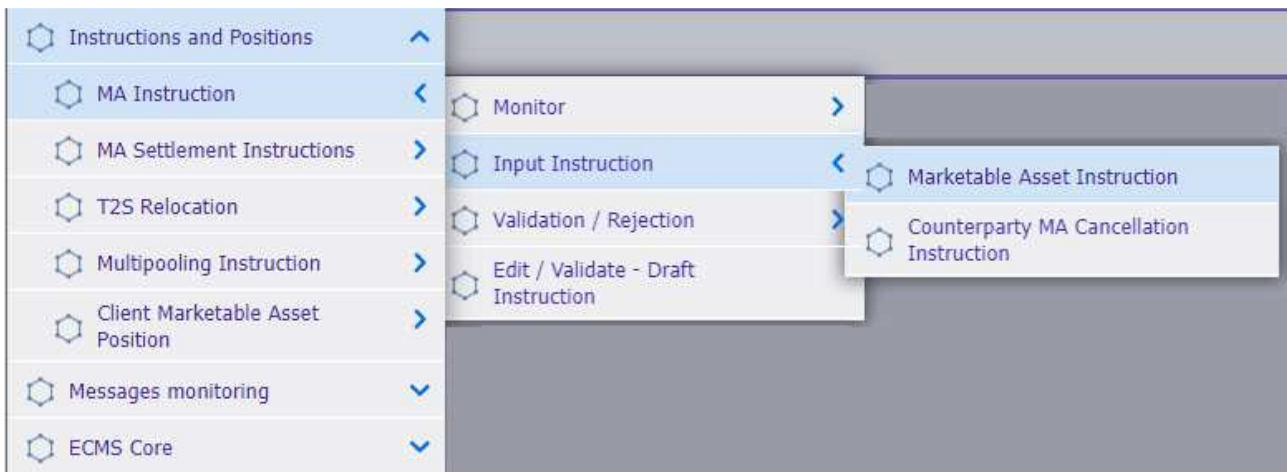 Instructions and Positions
MA Instruction
MA Settlement Instructions
T2S Relocation
Multipooling Instruction
Client Marketable Asset
Position
Messages monitoring
ECMS Core
Monitor
Input Instruction
Validation / Rejection
Edit / Validate - Draft
Instruction
Marketable Asset Instruction
Counterparty MA Cancellation
Instruction